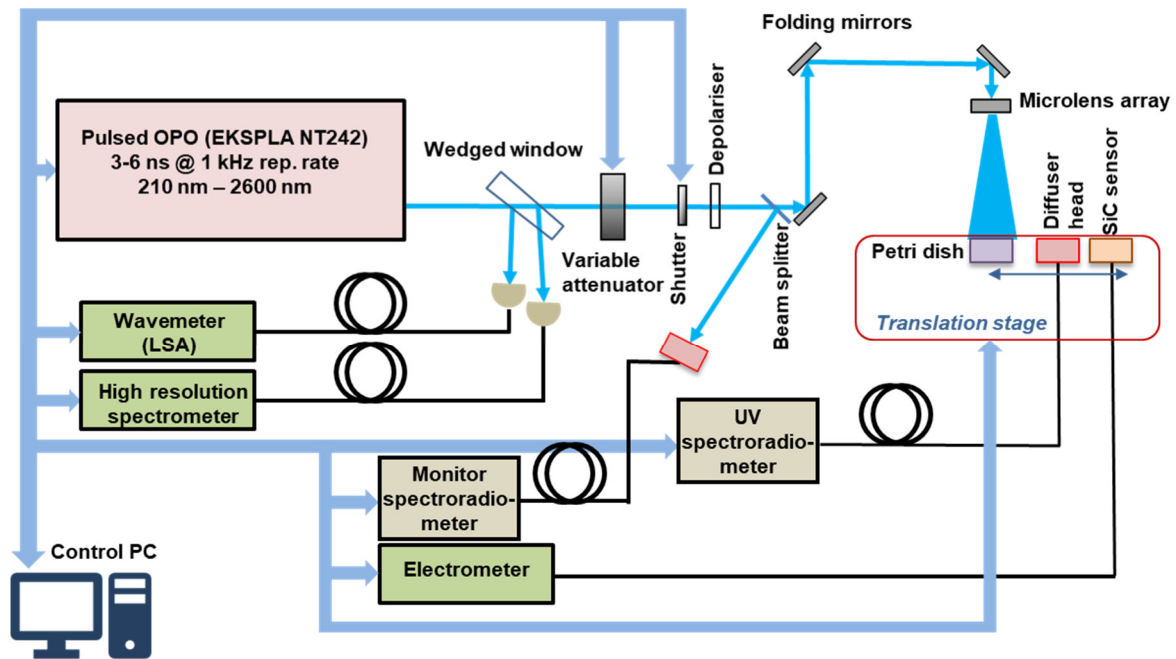 Folding mirrors
Pulsed OPO (EKSPLA NT242)
3-6 ns @ 1 kHz rep. rate
210 nm – 2600 nm
Wedged window
Depolariser
Microlens array
Variable
attenuator
Shutter
Beam splitter
Petri dish
Diffuser
head
SiC sensor
Translation stage
Wavemeter
(LSA)
High resolution
spectrometer
UV
spectroradio-
meter
Monitor
spectroradio-
meter
Electrometer
Control PC